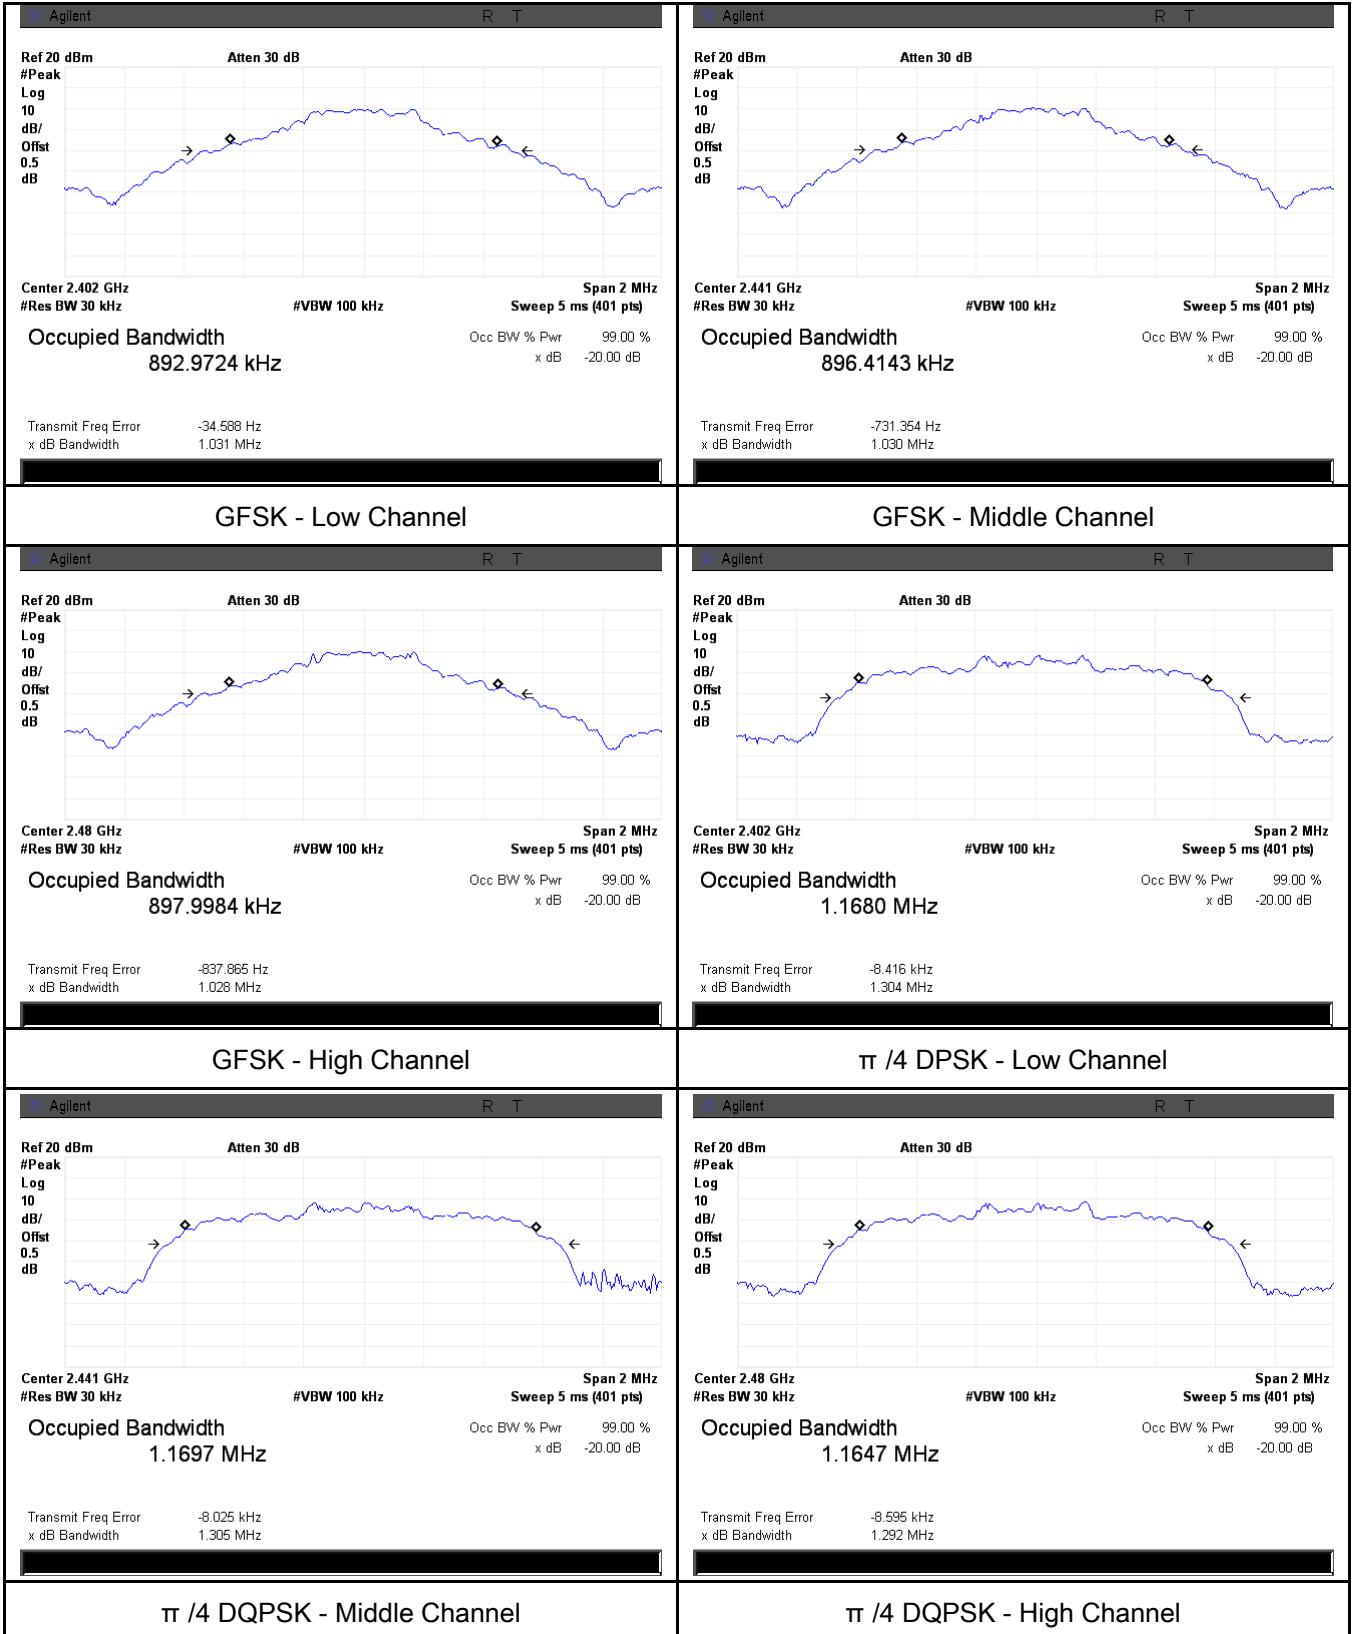 Agilent R T
Ref 20 dBm Atten 30 dB
#Peak
Log
10
dB/
Offst
0.5
dB
Center 2.402 GHz Span 2 MHz
#Res BW 30 kHz #VBW 100 kHz Sweep 5 ms (401 pts)
Occupied Bandwidth Occ BW % Pwr 99.00 %
892.9724 kHz x dB -20.00 dB
Transmit Freq Error -34.588 Hz
x dB Bandwidth 1.031 MHz
GFSK - Low Channel
Agilent R T
Ref 20 dBm Atten 30 dB
#Peak
Log
10
dB/
Offst
0.5
dB
Center 2.441 GHz Span 2 MHz
#Res BW 30 kHz #VBW 100 kHz Sweep 5 ms (401 pts)
Occupied Bandwidth Occ BW % Pwr 99.00 %
896.4143 kHz x dB -20.00 dB
Transmit Freq Error -731.354 Hz
x dB Bandwidth 1.030 MHz
GFSK - Middle Channel
Agilent R T
Ref 20 dBm Atten 30 dB
#Peak
Log
10
dB/
Offst
0.5
dB
Center 2.48 GHz Span 2 MHz
#Res BW 30 kHz #VBW 100 kHz Sweep 5 ms (401 pts)
Occupied Bandwidth Occ BW % Pwr 99.00 %
897.9984 kHz x dB -20.00 dB
Transmit Freq Error -837.865 Hz
x dB Bandwidth 1.028 MHz
GFSK - High Channel
Agilent R T
Ref 20 dBm Atten 30 dB
#Peak
Log
10
dB/
Offst
0.5
dB
Center 2.402 GHz Span 2 MHz
#Res BW 30 kHz #VBW 100 kHz Sweep 5 ms (401 pts)
Occupied Bandwidth Occ BW % Pwr 99.00 %
1.1680 MHz x dB -20.00 dB
Transmit Freq Error -8.416 kHz
x dB Bandwidth 1.304 MHz
π /4 DPSK - Low Channel
Agilent R T
Ref 20 dBm Atten 30 dB
#Peak
Log
10
dB/
Offst
0.5
dB
Center 2.441 GHz Span 2 MHz
#Res BW 30 kHz #VBW 100 kHz Sweep 5 ms (401 pts)
Occupied Bandwidth Occ BW % Pwr 99.00 %
1.1697 MHz x dB -20.00 dB
Transmit Freq Error -8.025 kHz
x dB Bandwidth 1.305 MHz
π /4 DQPSK - Middle Channel
Agilent R T
Ref 20 dBm Atten 30 dB
#Peak
Log
10
dB/
Offst
0.5
dB
Center 2.48 GHz Span 2 MHz
#Res BW 30 kHz #VBW 100 kHz Sweep 5 ms (401 pts)
Occupied Bandwidth Occ BW % Pwr 99.00 %
1.1647 MHz x dB -20.00 dB
Transmit Freq Error -8.595 kHz
x dB Bandwidth 1.292 MHz
π /4 DQPSK - High Channel